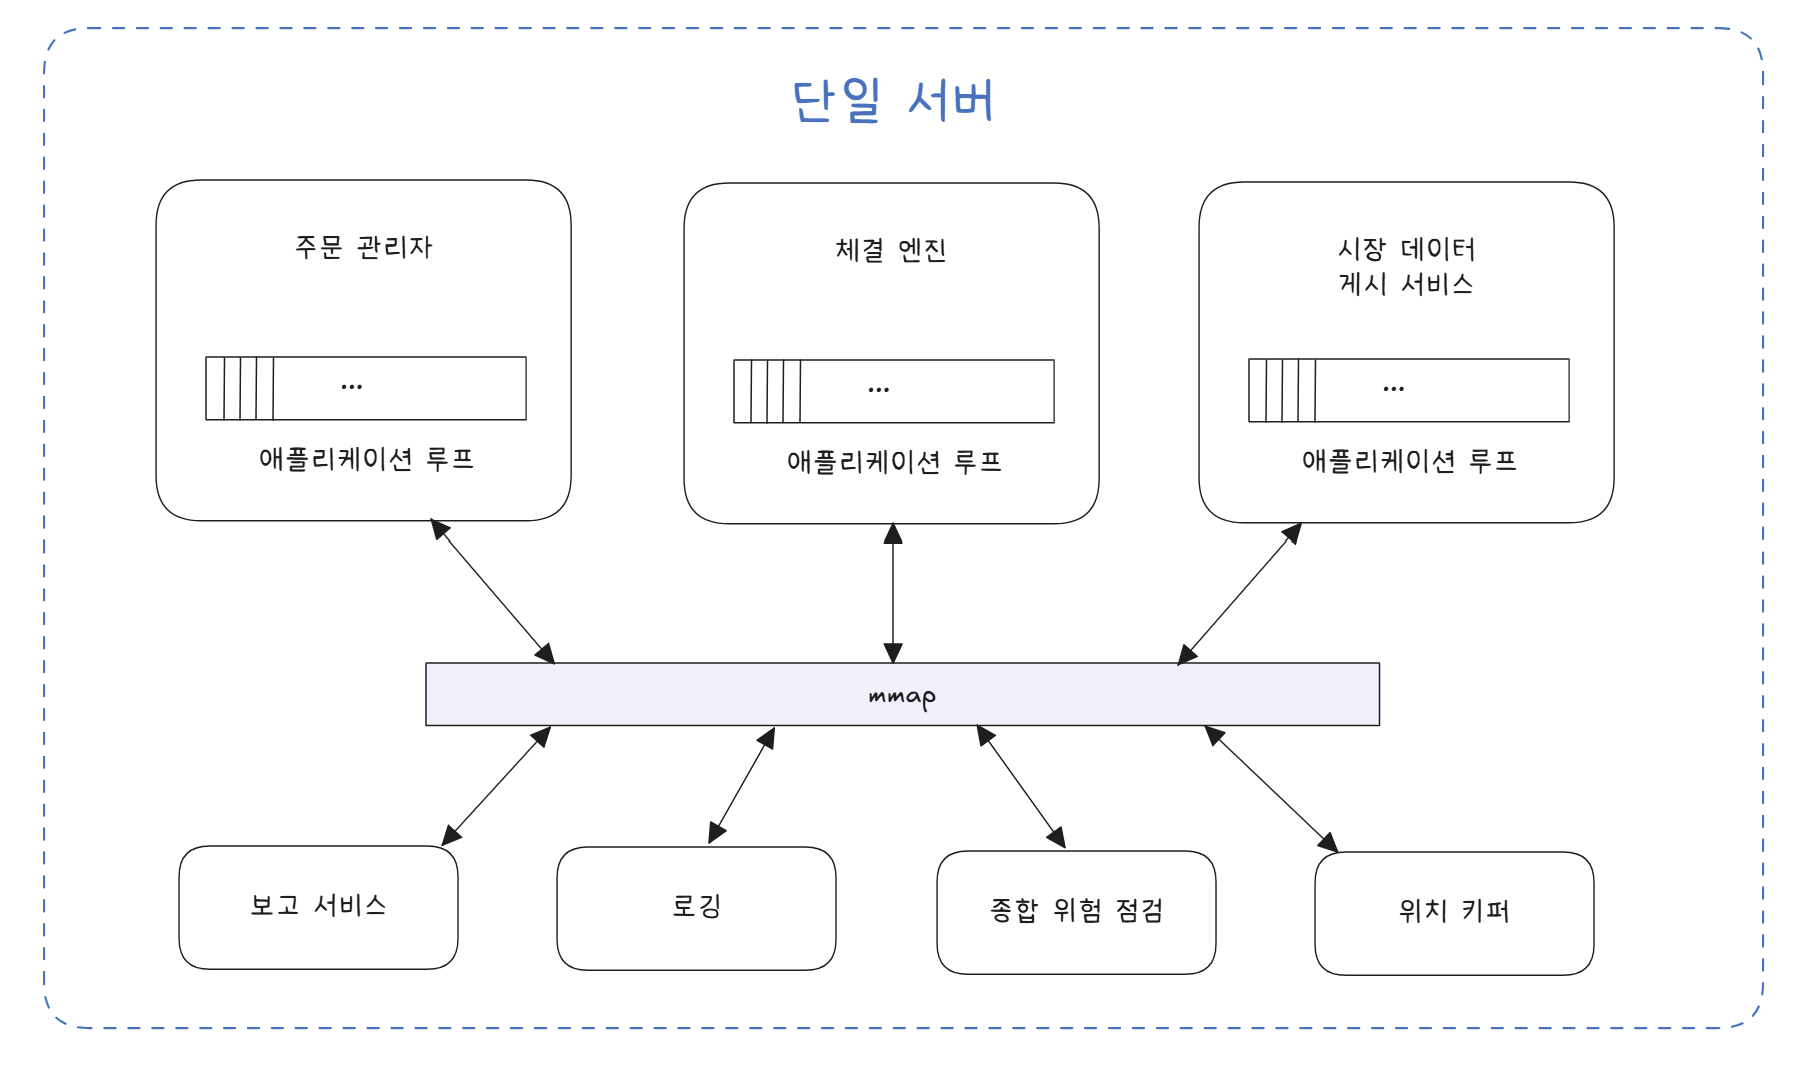 단일 서버
주문 관리자
...
애플리케이션 루프
체결 엔진
...
애플리케이션 루프
시장 데이터
게시 서비스
...
애플리케이션 루프
mmap
보고 서비스
로깅
종합 위험 점검
위치 키퍼